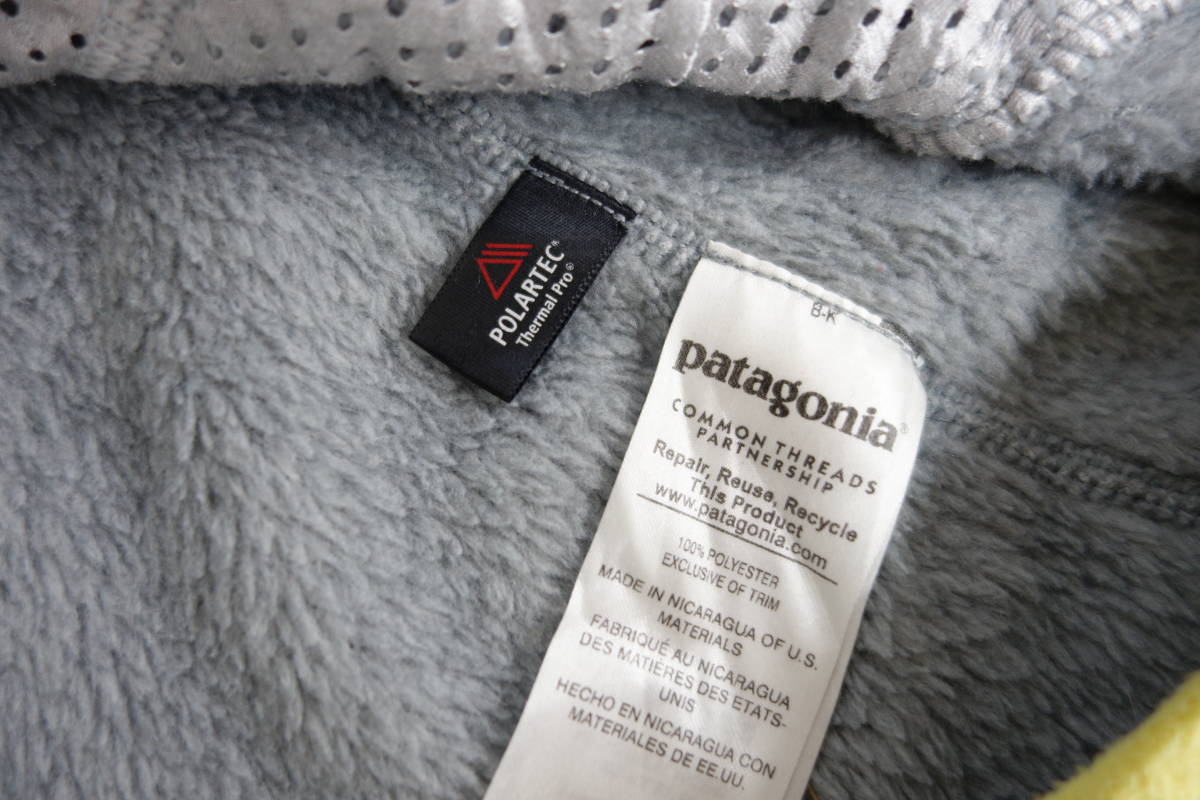 POLARTEC®
Thermal Pro®
B-K
patagonia®
COMMON THREADS
PARTNERSHIP
Repair, Reuse, Recycle
This Product
www.patagonia.com
100% POLYESTER
EXCLUSIVE OF TRIM
MADE IN NICARAGUA OF U.S.
MATERIALS
FABRIQUÉ AU NICARAGUA
DES MATIÈRES DES ETATS-
UNIS
HECHO EN NICARAGUA CON
MATERIALES DE EE.UU.